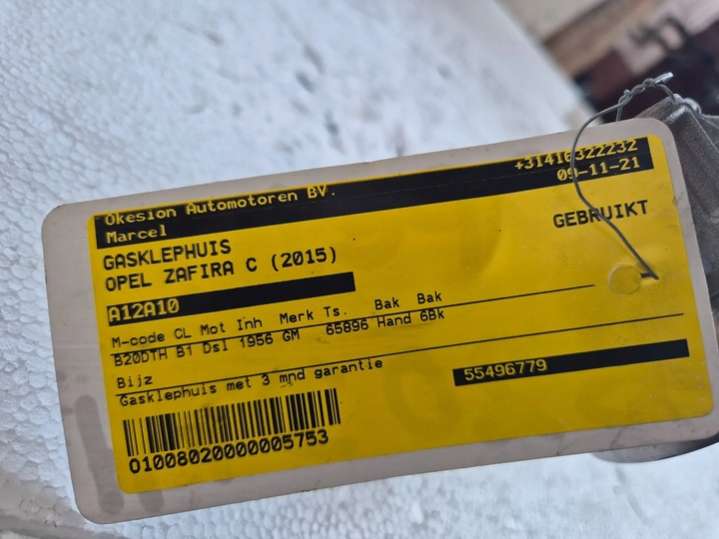 Okesion Automotoren BV. +31416322232
Marcel 09-11-21
GASKLEPHUIS GEBRUIKT
OPEL ZAFIRA C (2015)
A12A10
M-code CL Mot Inh Merk Ts. Bak Bak
B20DTH B1 Dsl 1956 GM 65896 Hand 6Bk
Bijz
Gasklephuis met 3 mnd garantie 55496779
01008020000005753